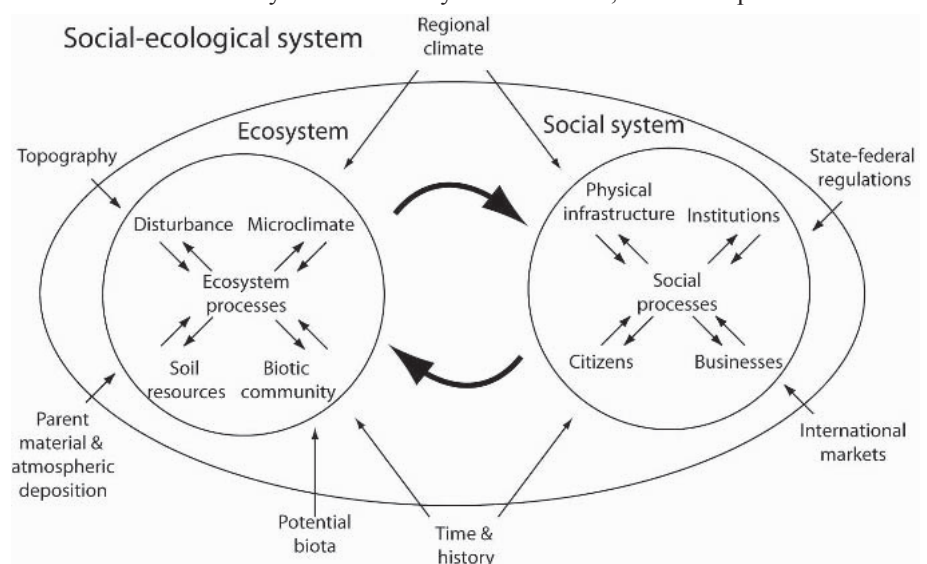 Social-ecological system
Regional
climate
Ecosystem
Social system
Topography
State-federal
regulations
Disturbance
Microclimate
Physical
infrastructure
Institutions
Ecosystem
processes
Social
processes
Soil
resources
Biotic
community
Citizens
Businesses
Parent
material &
atmospheric
deposition
International
markets
Potential
biota
Time &
history